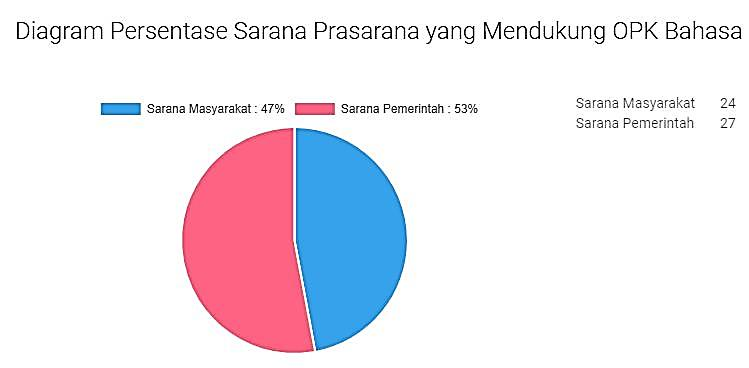 Diagram Persentase Sarana Prasarana yang Mendukung OPK Bahasa
Sarana Masyarakat : 47% Sarana Pemerintah : 53%
Sarana Masyarakat 24
Sarana Pemerintah 27